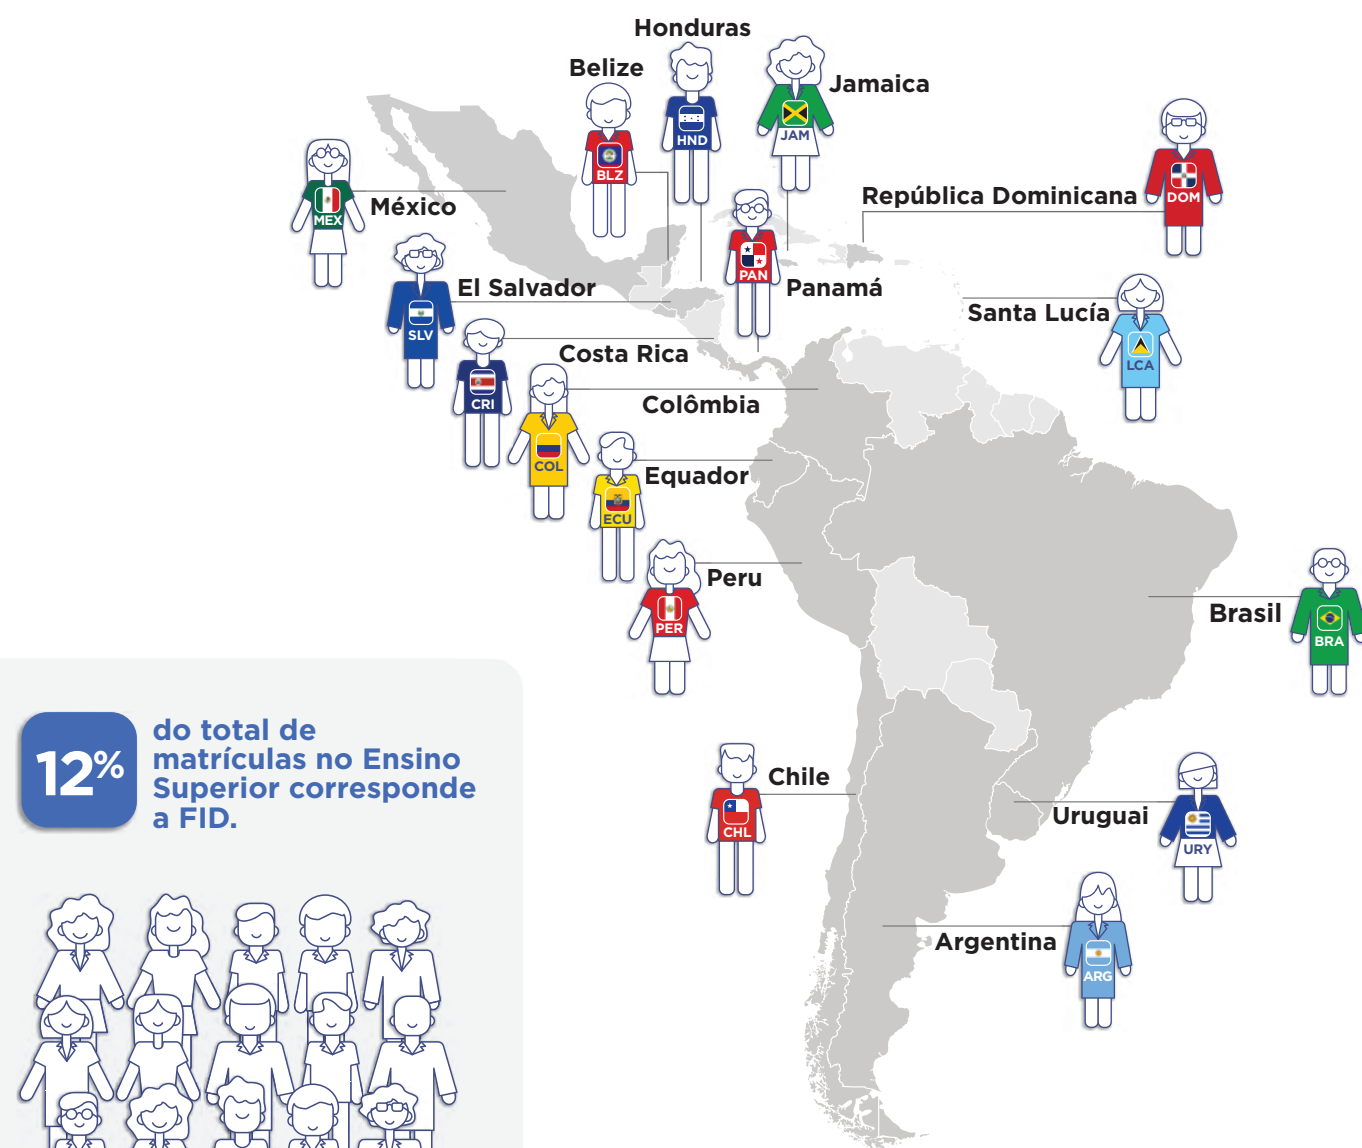 Honduras
HND
Belize
BLZ
Jamaica
JAM
República Dominicana
DOM
México
MEX
PAN
Panamá
El Salvador
SLV
Santa Lucía
LCA
Costa Rica
CRI
Colômbia
COL
Equador
ECU
Peru
PER
Brasil
BRA
12%
do total de
matrículas no Ensino
Superior corresponde
a FID.
Chile
CHL
Uruguai
URY
Argentina
ARG